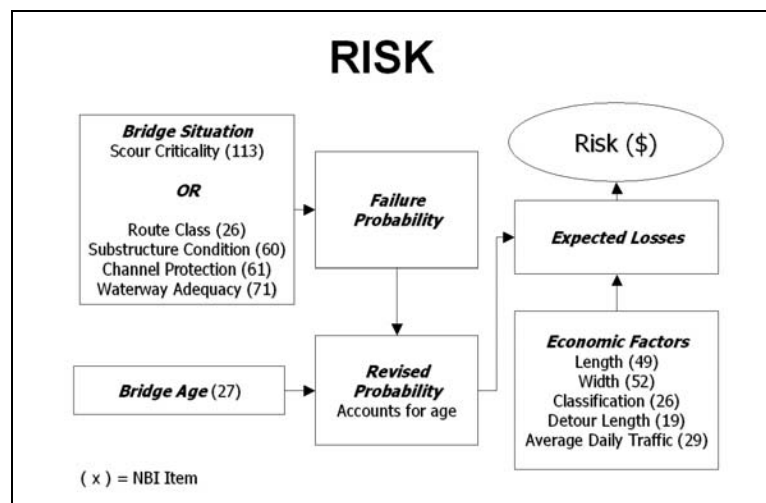 RISK
Bridge Situation
Scour Criticality (113)
OR
Route Class (26)
Substructure Condition (60)
Channel Protection (61)
Waterway Adequacy (71)
Failure
Probability
Bridge Age (27)
Revised
Probability
Accounts for age
Risk ($)
Expected Losses
Economic Factors
Length (49)
Width (52)
Classification (26)
Detour Length (19)
Average Daily Traffic (29)
( x ) = NBI Item